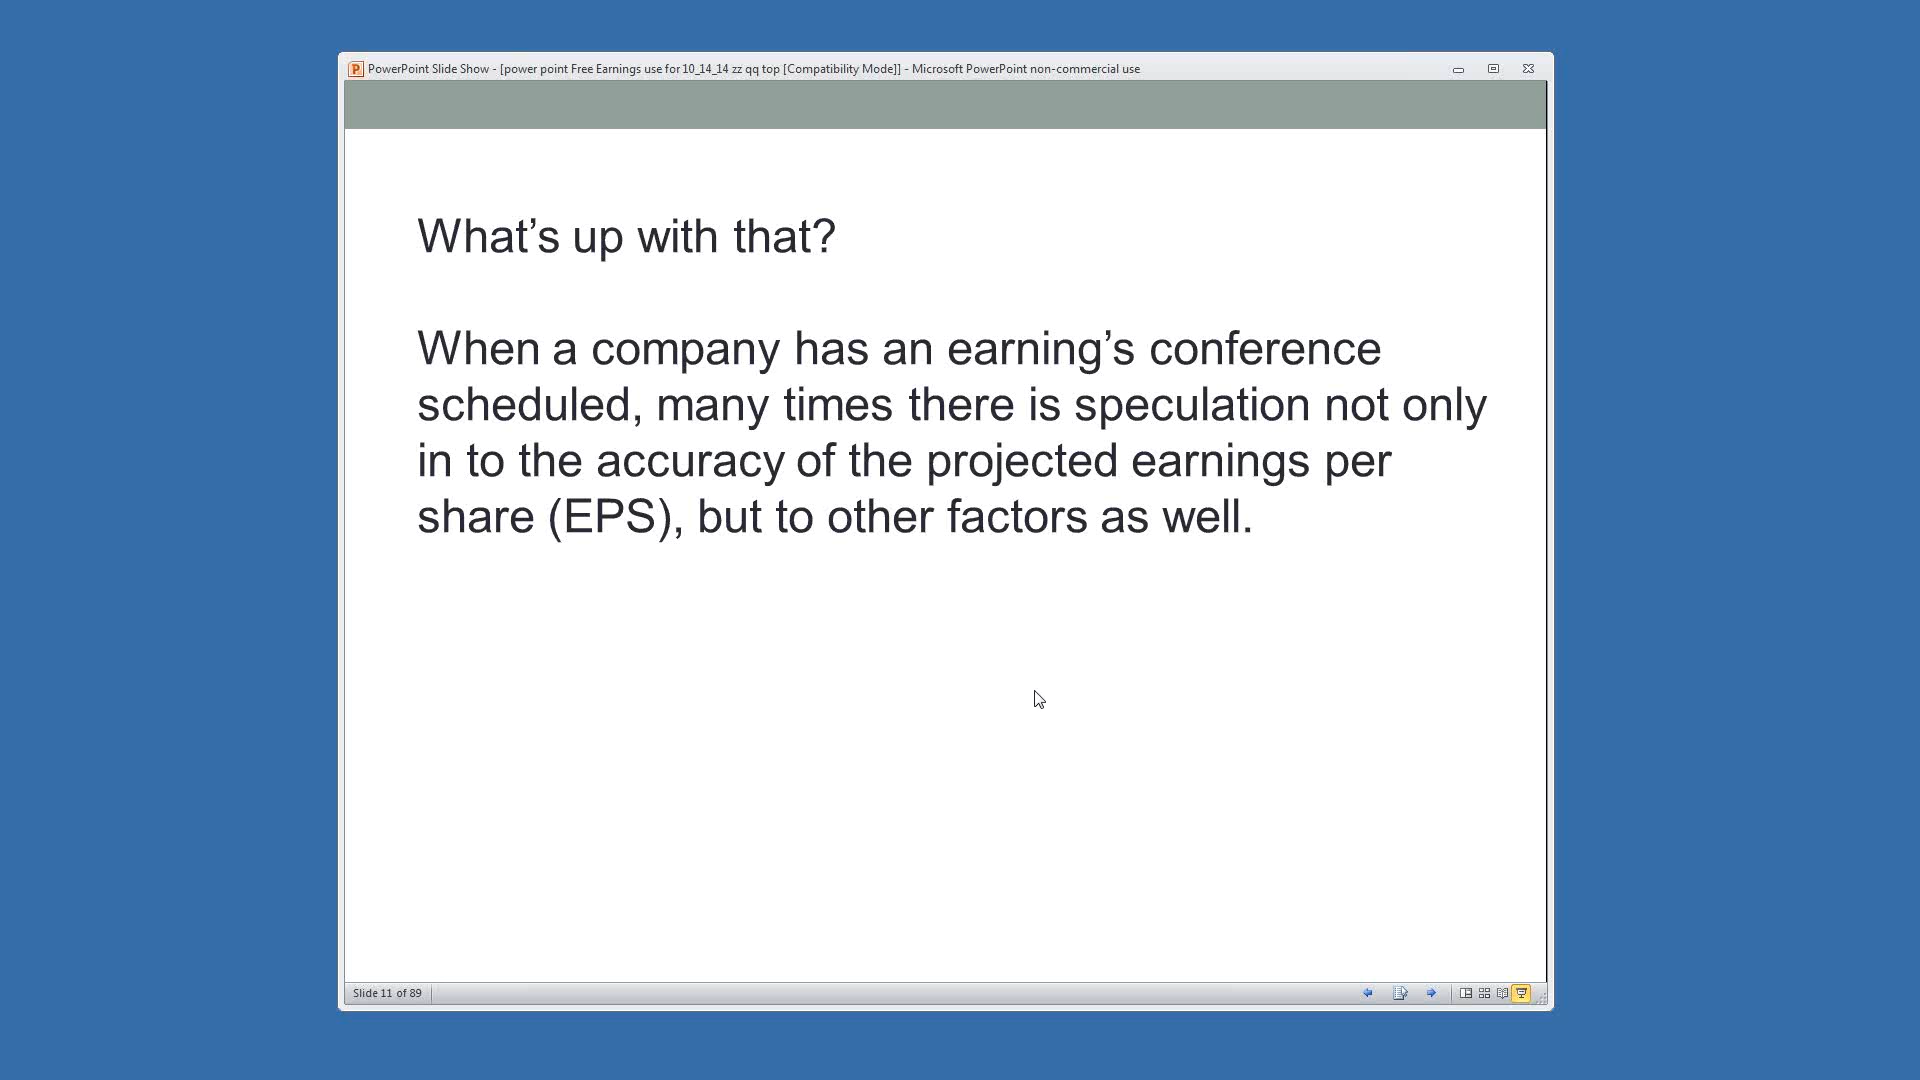 PowerPoint Slide Show - [power point Free Earnings use for 10_14_14 zz qq top [Compatibility Mode]] - Microsoft PowerPoint non-commercial use
What’s up with that?
When a company has an earning’s conference
scheduled, many times there is speculation not only
in to the accuracy of the projected earnings per
share (EPS), but to other factors as well.
Slide 11 of 89